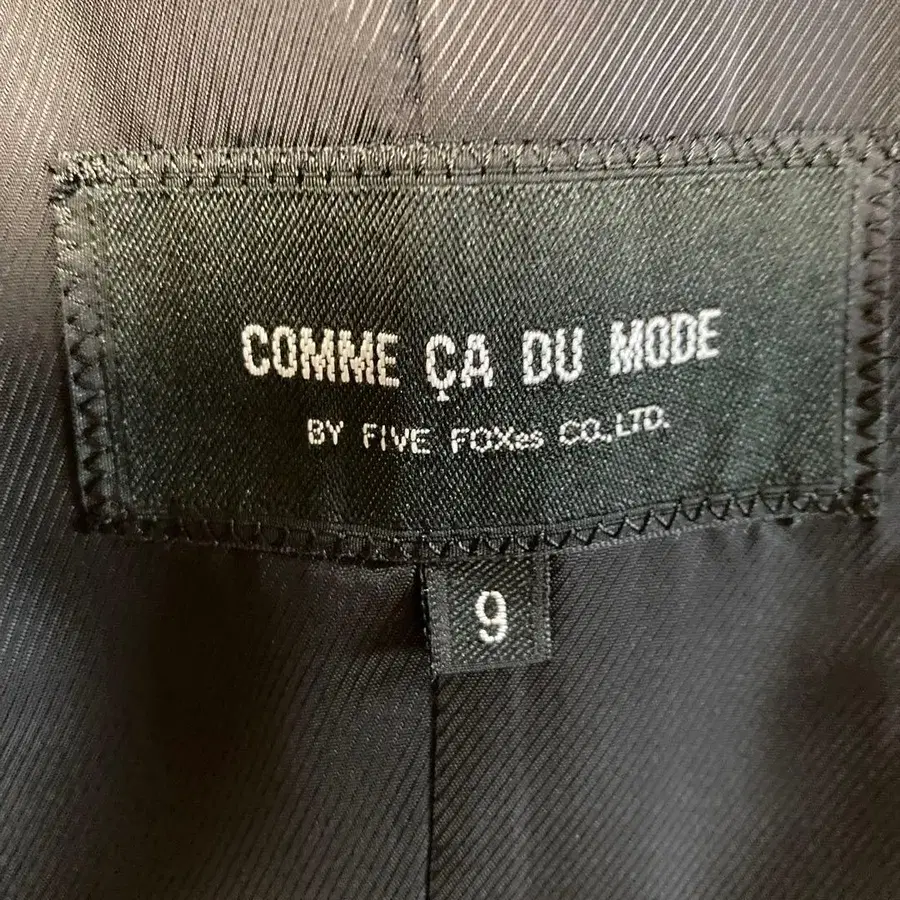 COMME ÇA DU MODE
BY FIVE FOXes CO.,LTD.
9